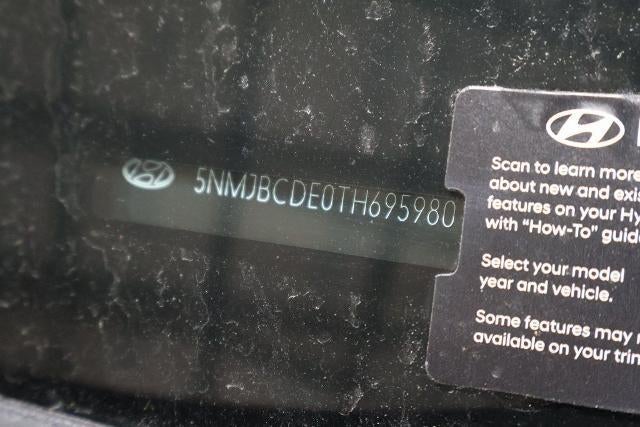 5NMJBCDE0TH695980
Scan to learn more
about new and exis
features on your Hy
with “How-To” guid
Select your model
year and vehicle.
Some features may n
available on your trim